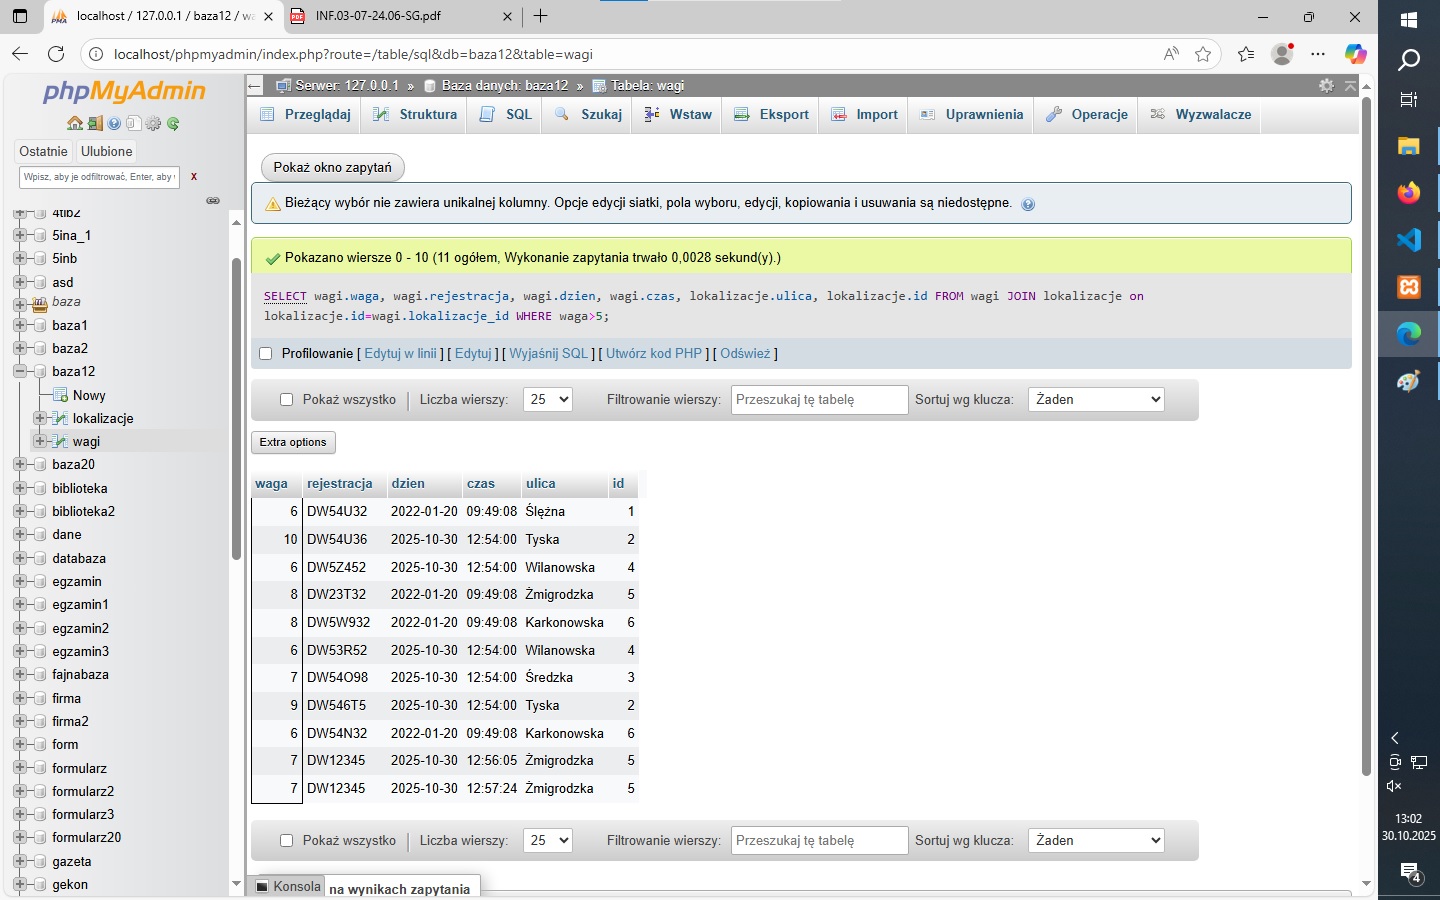 localhost / 127.0.0.1 / baza12 / wa
INF.03-07-24.06-SG.pdf
localhost/phpmyadmin/index.php?route=/table/sql&db=baza12&table=wagi
phpMyAdmin
Ostatnie
Ulubione
Wpisz, aby je odfiltrować, Enter, aby
x
4tib2
5ina_1
5inb
asd
baza
baza1
baza2
baza12
Nowy
lokalizacje
wagi
baza20
biblioteka
biblioteka2
dane
databaza
egzamin
egzamin1
egzamin2
egzamin3
fajnabaza
firma
firma2
form
formularz
formularz2
formularz3
formularz20
gazeta
gekon
Serwer: 127.0.0.1 » Baza danych: baza12 » Tabela: wagi
Przeglądaj Struktura SQL Szukaj Wstaw Eksport Import Uprawnienia Operacje Wyzwalacze
Pokaż okno zapytań
Bieżący wybór nie zawiera unikalnej kolumny. Opcje edycji siatki, pola wyboru, edycji, kopiowania i usuwania są niedostępne.
Pokazano wiersze 0 - 10 (11 ogółem, Wykonanie zapytania trwało 0,0028 sekund(y).)
SELECT wagi.waga, wagi.rejestracja, wagi.dzien, wagi.czas, lokalizacje.ulica, lokalizacje.id FROM wagi JOIN lokalizacje on
lokalizacje.id=wagi.lokalizacje_id WHERE waga>5;
Profilowanie [ Edytuj w linii ] [ Edytuj ] [ Wyjaśnij SQL ] [ Utwórz kod PHP ] [ Odśwież ]
Pokaż wszystko Liczba wierszy: 25 Filtrowanie wierszy: Przeszukaj tę tabelę Sortuj wg klucza: Żaden
Extra options
waga rejestracja dzien czas ulica id
6 DW54U32 2022-01-20 09:49:08 Ślężna 1
10 DW54U36 2025-10-30 12:54:00 Tyska 2
6 DW5Z452 2025-10-30 12:54:00 Wilanowska 4
8 DW23T32 2022-01-20 09:49:08 Żmigrodzka 5
8 DW5W932 2022-01-20 09:49:08 Karkonowska 6
6 DW53R52 2025-10-30 12:54:00 Wilanowska 4
7 DW54O98 2025-10-30 12:54:00 Średzka 3
9 DW546T5 2025-10-30 12:54:00 Tyska 2
6 DW54N32 2022-01-20 09:49:08 Karkonowska 6
7 DW12345 2025-10-30 12:56:05 Żmigrodzka 5
7 DW12345 2025-10-30 12:57:24 Żmigrodzka 5
Pokaż wszystko Liczba wierszy: 25 Filtrowanie wierszy: Przeszukaj tę tabelę Sortuj wg klucza: Żaden
Konsola
na wynikach zapytania
13:02
30.10.2025
4